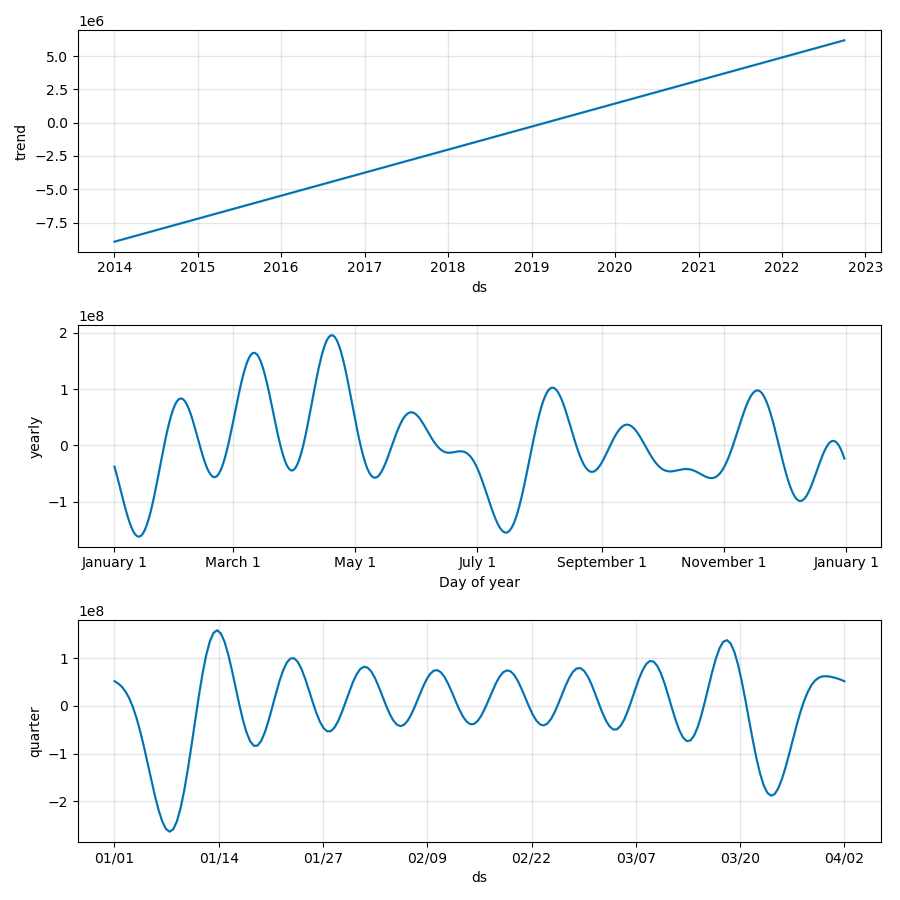 1e6
trend
5.0
2.5
0.0
−2.5
−5.0
−7.5
2014 2015 2016 2017 2018 2019 2020 2021 2022 2023
ds
1e8
yearly
2
1
0
−1
January 1 March 1 May 1 July 1 September 1 November 1 January 1
Day of year
1e8
quarter
1
0
−1
−2
01/01 01/14 01/27 02/09 02/22 03/07 03/20 04/02
ds